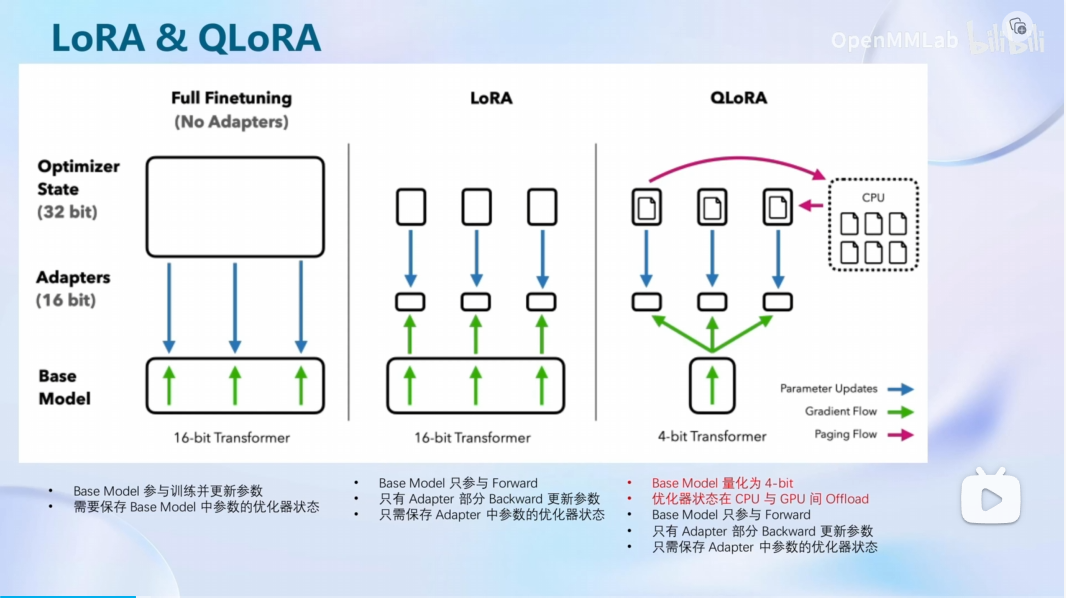 LoRA & QLoRA
OpenMMLab bilibili
Full Finetuning
(No Adapters)
LoRA
QLoRA
Optimizer
State
(32 bit)
CPU
Adapters
(16 bit)
Base
Model
Parameter Updates
Gradient Flow
Paging Flow
16-bit Transformer
16-bit Transformer
4-bit Transformer
• Base Model 参与训练并更新参数
• 需要保存 Base Model 中参数的优化器状态
• Base Model 只参与 Forward
• 只有 Adapter 部分 Backward 更新参数
• 只需保存 Adapter 中参数的优化器状态
• Base Model 量化为 4-bit
• 优化器状态在 CPU 与 GPU 间 Offload
• Base Model 只参与 Forward
• 只有 Adapter 部分 Backward 更新参数
• 只需保存 Adapter 中参数的优化器状态